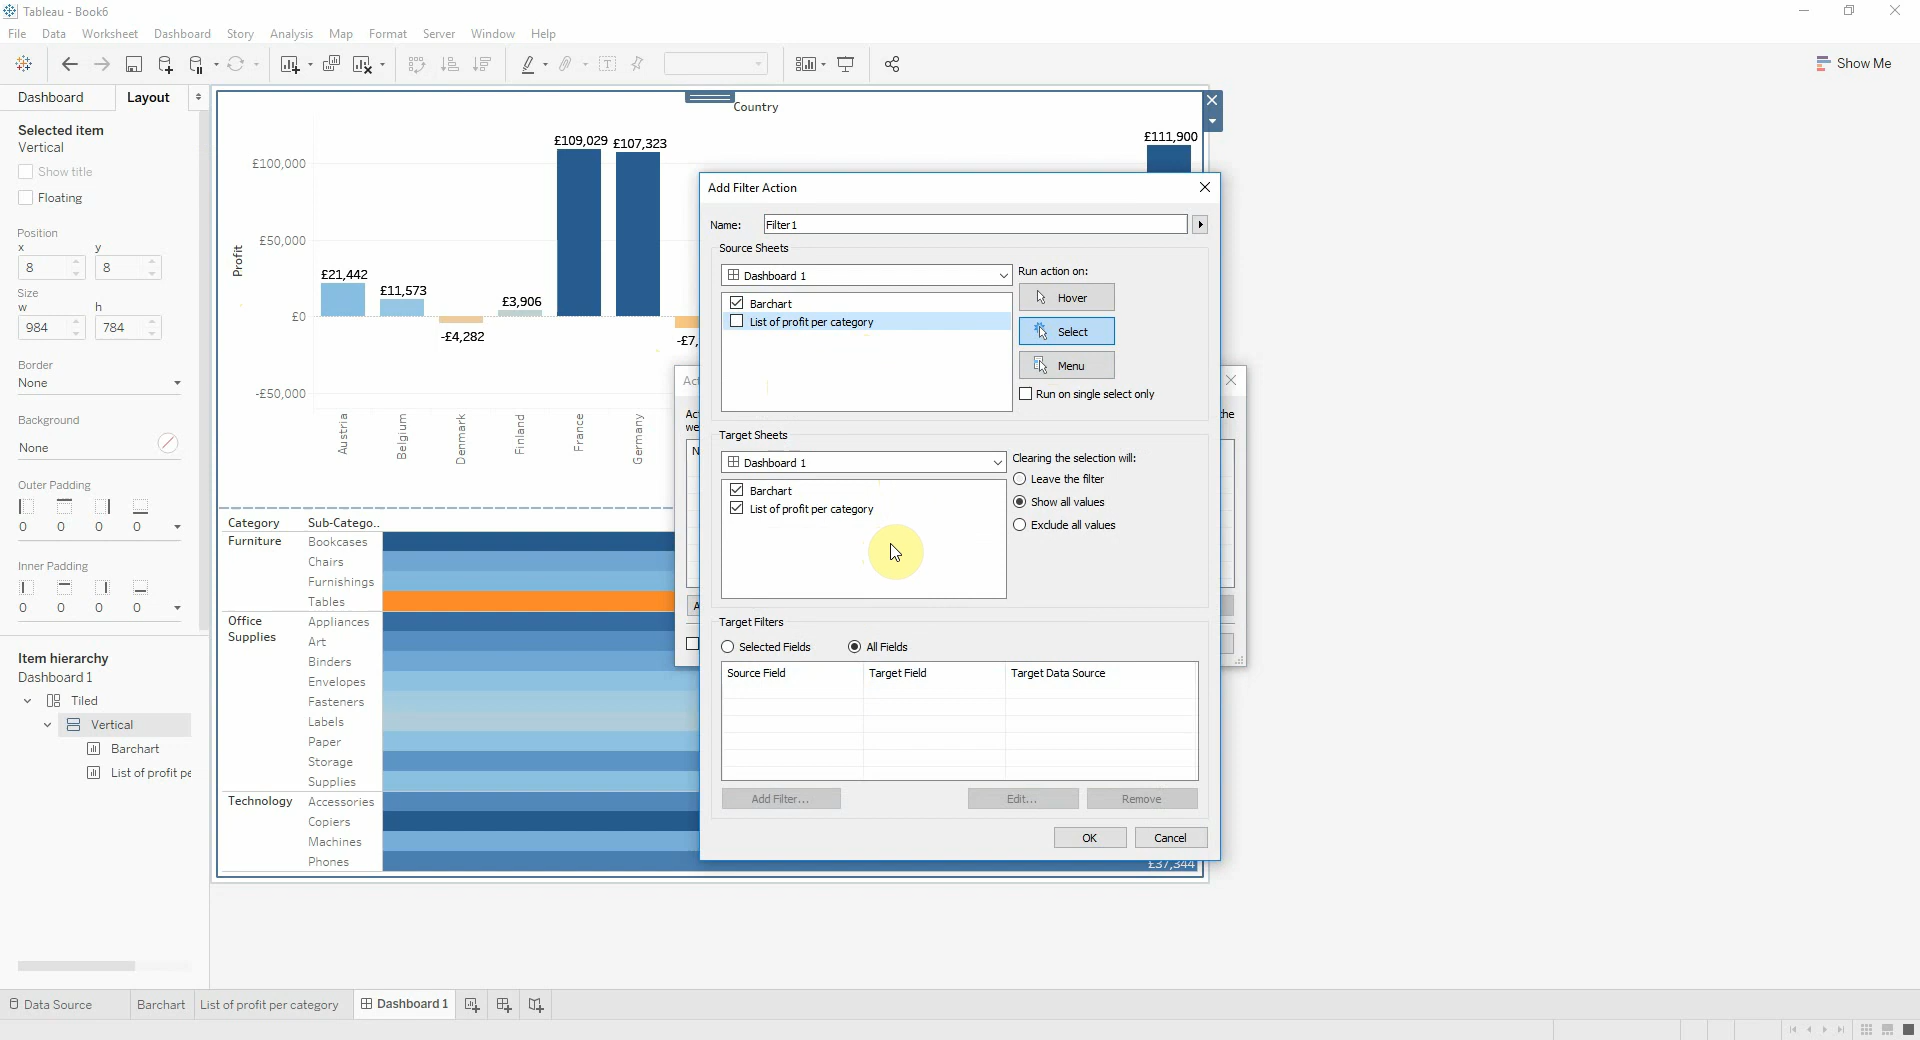 Tableau - Book6
File Data Worksheet Dashboard Story Analysis Map Format Server Window Help
Show Me
Dashboard Layout
Selected item
Vertical
Show title
Floating
Position
x y
8 8
Size
w h
984 784
Border
None
Background
None
Outer Padding
0 0 0 0
Inner Padding
0 0 0 0
Item hierarchy
Dashboard 1
Tiled
Vertical
Barchart
List of profit pe
Country
Profit
£100,000
£50,000
£0
-£50,000
£21,442
£11,573
-£4,282
£3,906
£109,029
£107,323
-£7,
£111,900
Austria
Belgium
Denmark
Finland
France
Germany
Category Sub-Catego..
Furniture Bookcases
Chairs
Furnishings
Tables
Office Supplies Appliances
Art
Binders
Envelopes
Fasteners
Labels
Paper
Storage
Supplies
Technology Accessories
Copiers
Machines
Phones
£37,344
Add Filter Action
Name: Filter1
Source Sheets
Dashboard 1
Barchart
List of profit per category
Run action on:
Hover
Select
Menu
Run on single select only
Target Sheets
Dashboard 1
Barchart
List of profit per category
Clearing the selection will:
Leave the filter
Show all values
Exclude all values
Target Filters
Selected Fields All Fields
Source Field Target Field Target Data Source
Add Filter... Edit... Remove
OK Cancel
Data Source Barchart List of profit per category Dashboard 1